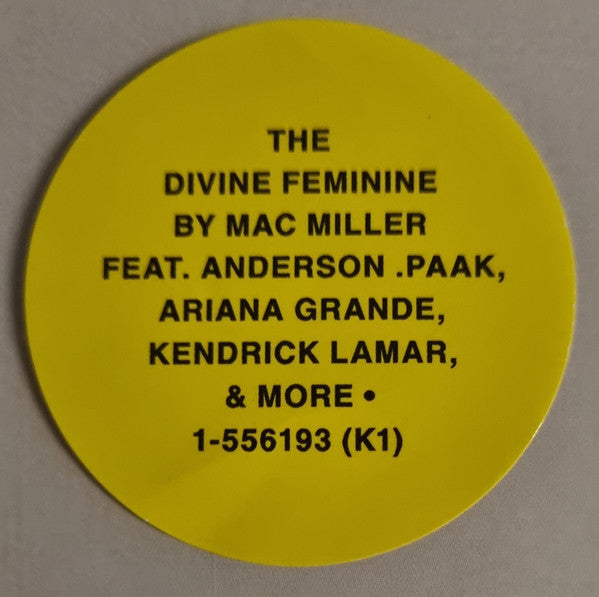 THE
DIVINE FEMININE
BY MAC MILLER
FEAT. ANDERSON .PAAK,
ARIANA GRANDE,
KENDRICK LAMAR,
& MORE •
1-556193 (K1)